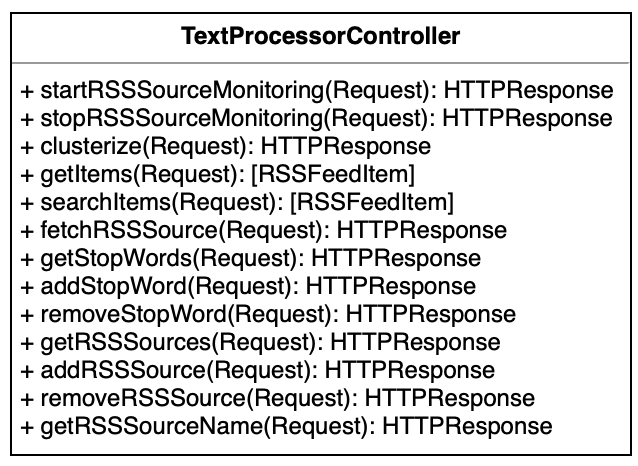 TextProcessorController
+ startRSSSourceMonitoring(Request): HTTPResponse
+ stopRSSSourceMonitoring(Request): HTTPResponse
+ clusterize(Request): HTTPResponse
+ getItems(Request): [RSSFeedItem]
+ searchItems(Request): [RSSFeedItem]
+ fetchRSSSource(Request): HTTPResponse
+ getStopWords(Request): HTTPResponse
+ addStopWord(Request): HTTPResponse
+ removeStopWord(Request): HTTPResponse
+ getRSSSources(Request): HTTPResponse
+ addRSSSource(Request): HTTPResponse
+ removeRSSSource(Request): HTTPResponse
+ getRSSSourceName(Request): HTTPResponse